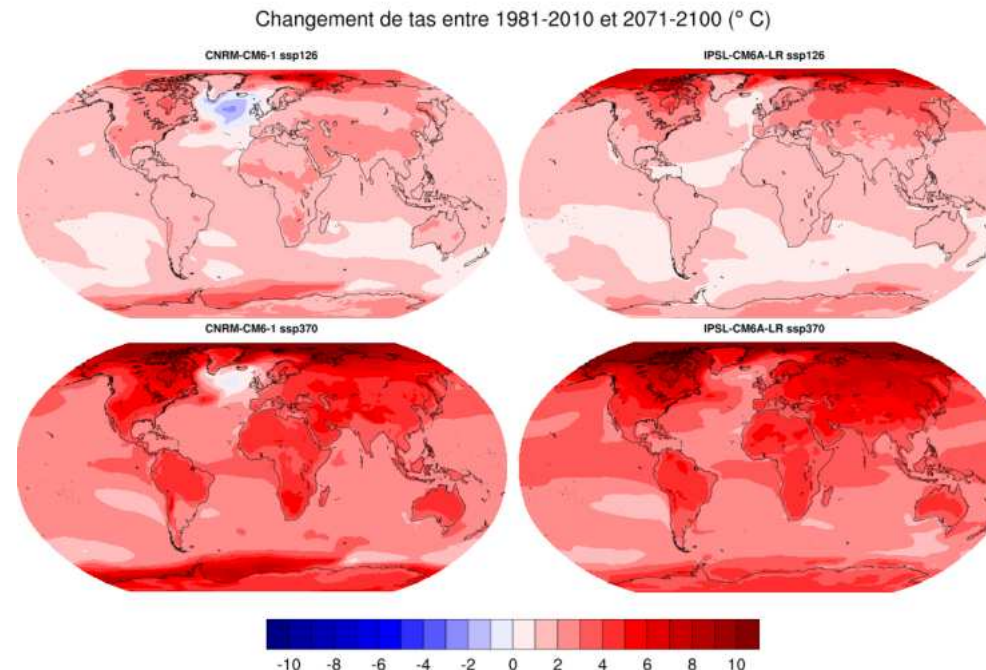 Changement de tas entre 1981-2010 et 2071-2100 (° C)
CNRM-CM6-1 ssp126
IPSL-CM6A-LR ssp126
CNRM-CM6-1 ssp370
IPSL-CM6A-LR ssp370
-10 -8 -6 -4 -2 0 2 4 6 8 10